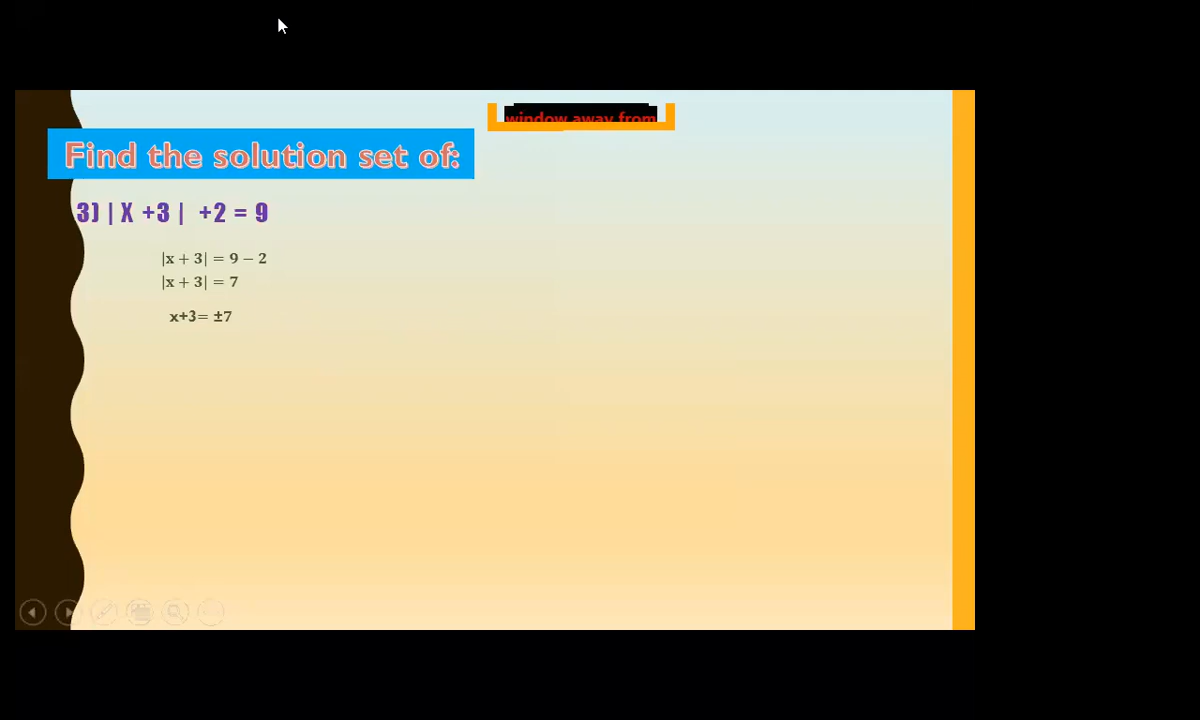 window away from
Find the solution set of:
3) | X +3 | +2 = 9
|x + 3| = 9 − 2
|x + 3| = 7
x+3= ±7